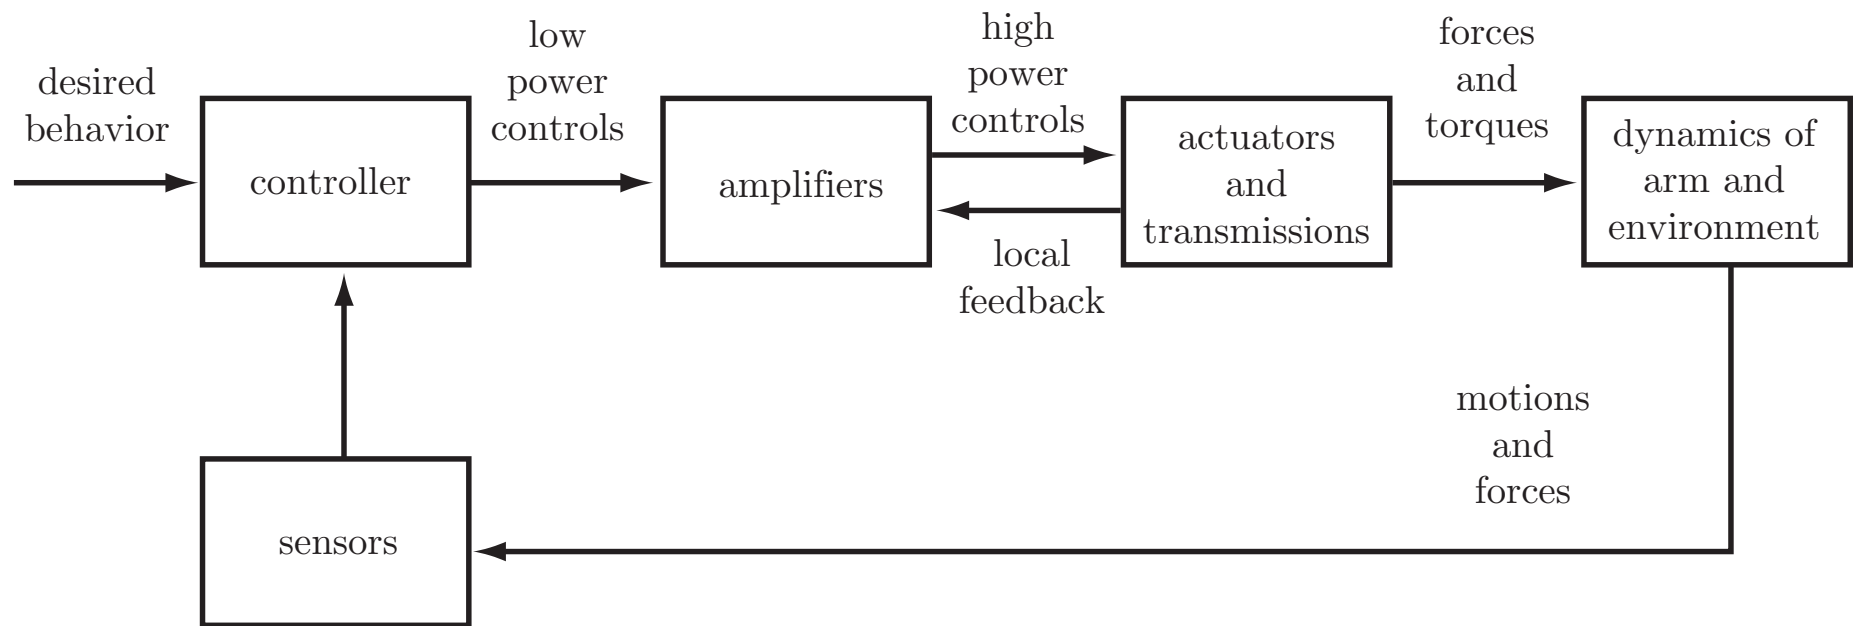 desired
behavior
controller
low
power
controls
amplifiers
high
power
controls
local
feedback
actuators
and
transmissions
forces
and
torques
dynamics of
arm and
environment
motions
and
forces
sensors